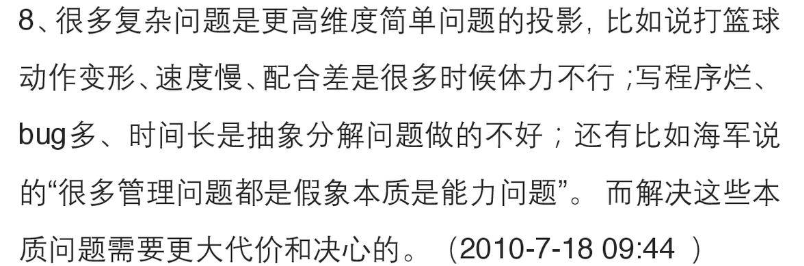 8、很多复杂问题是更高维度简单问题的投影, 比如说打篮球
动作变形、速度慢、配合差是很多时候体力不行 ;写程序烂、
bug多、时间长是抽象分解问题做的不好 ; 还有比如海军说
的“很多管理问题都是假象本质是能力问题”。 而解决这些本
质问题需要更大代价和决心的。 (2010-7-18 09:44 )